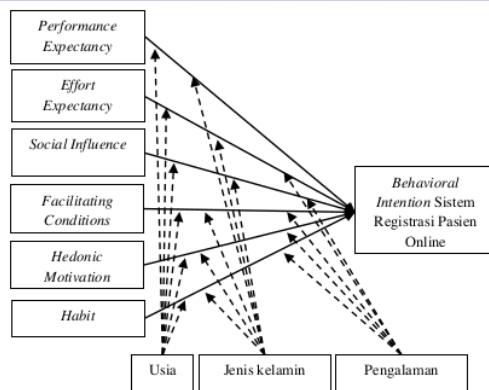 Performance
Expectancy
Effort
Expectancy
Social Influence
Facilitating
Conditions
Hedonic
Motivation
Habit
Behavioral
Intention Sistem
Registrasi Pasien
Online
Usia
Jenis kelamin
Pengalaman